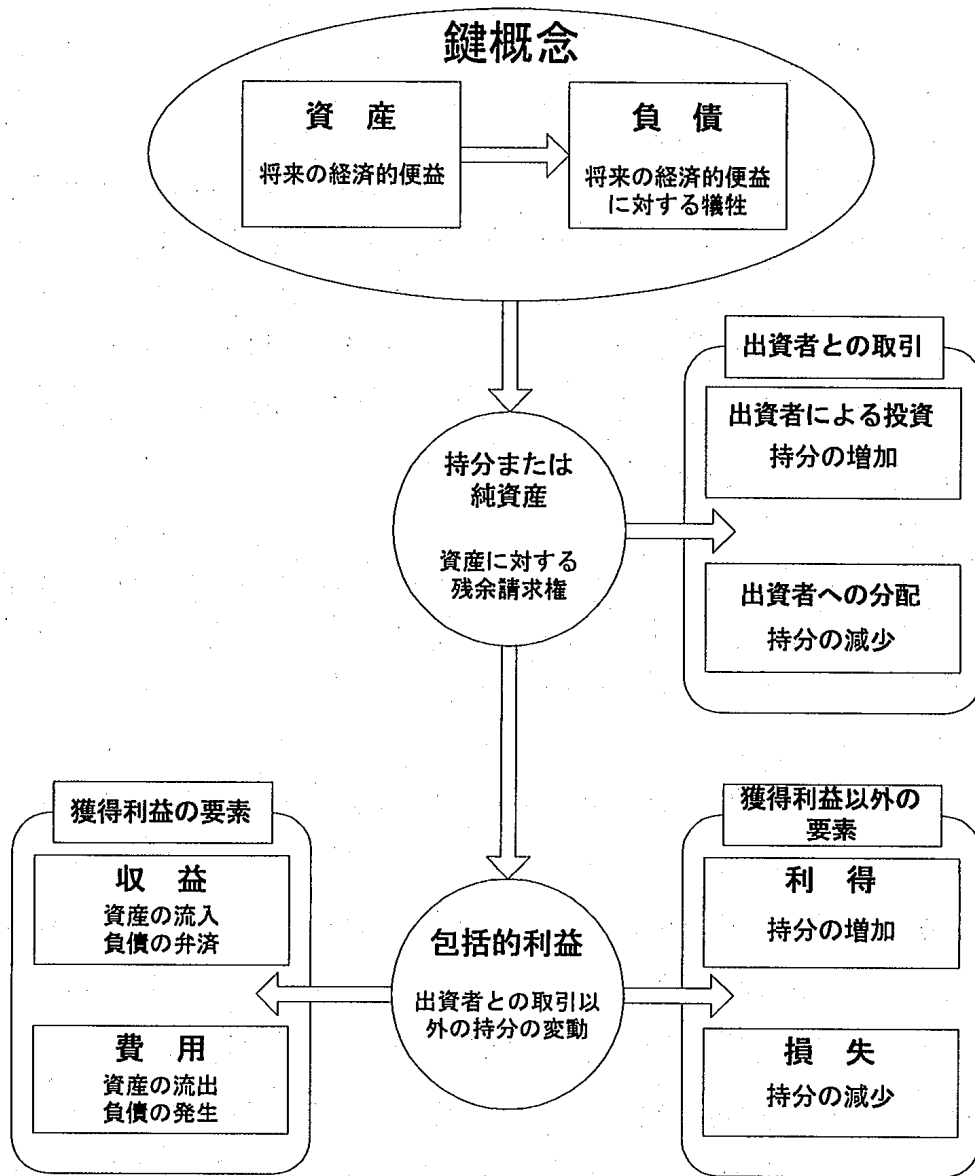 鍵概念
資 産
将来の経済的便益
負 債
将来の経済的便益
に対する犠牲
出資者との取引
出資者による投資
持分の増加
出資者への分配
持分の減少
持分または
純資産
資産に対する
残余請求権
獲得利益の要素
収 益
資産の流入
負債の弁済
費 用
資産の流出
負債の発生
包括的利益
出資者との取引以
外の持分の変動
獲得利益以外の
要素
利 得
持分の増加
損 失
持分の減少